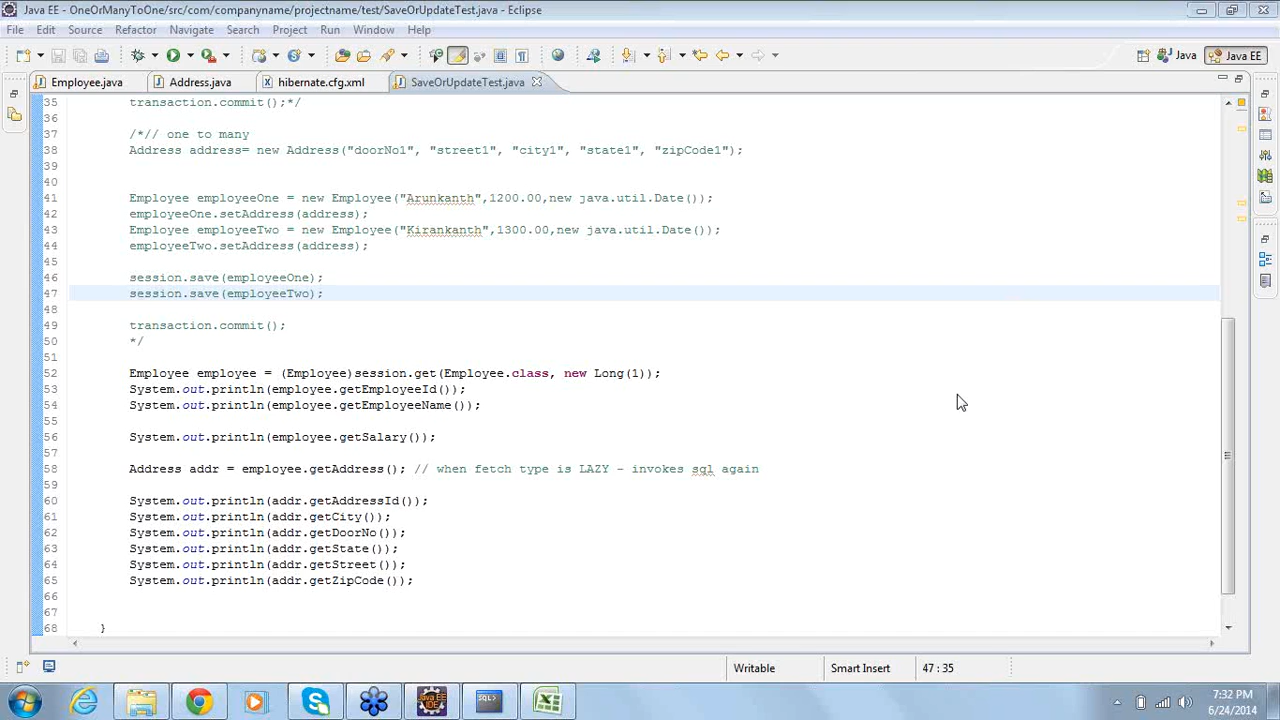 Java EE - OneOrManyToOne/src/com/companyname/projectname/test/SaveOrUpdateTest.java - Eclipse
File Edit Source Refactor Navigate Search Project Run Window Help
Java Java EE
Employee.java Address.java hibernate.cfg.xml SaveOrUpdateTest.java
35 transaction.commit();*/
36
37 /*// one to many
38 Address address= new Address("doorNo1", "street1", "city1", "state1", "zipCode1");
39
40
41 Employee employeeOne = new Employee("Arunkanth",1200.00,new java.util.Date());
42 employeeOne.setAddress(address);
43 Employee employeeTwo = new Employee("Kirankanth",1300.00,new java.util.Date());
44 employeeTwo.setAddress(address);
45
46 session.save(employeeOne);
47 session.save(employeeTwo);
48
49 transaction.commit();
50 */
51
52 Employee employee = (Employee)session.get(Employee.class, new Long(1));
53 System.out.println(employee.getEmployeeId());
54 System.out.println(employee.getEmployeeName());
55
56 System.out.println(employee.getSalary());
57
58 Address addr = employee.getAddress(); // when fetch type is LAZY - invokes sql again
59
60 System.out.println(addr.getAddressId());
61 System.out.println(addr.getCity());
62 System.out.println(addr.getDoorNo());
63 System.out.println(addr.getState());
64 System.out.println(addr.getStreet());
65 System.out.println(addr.getZipCode());
66
67
68 }
Writable Smart Insert 47 : 35
7:32 PM
6/24/2014